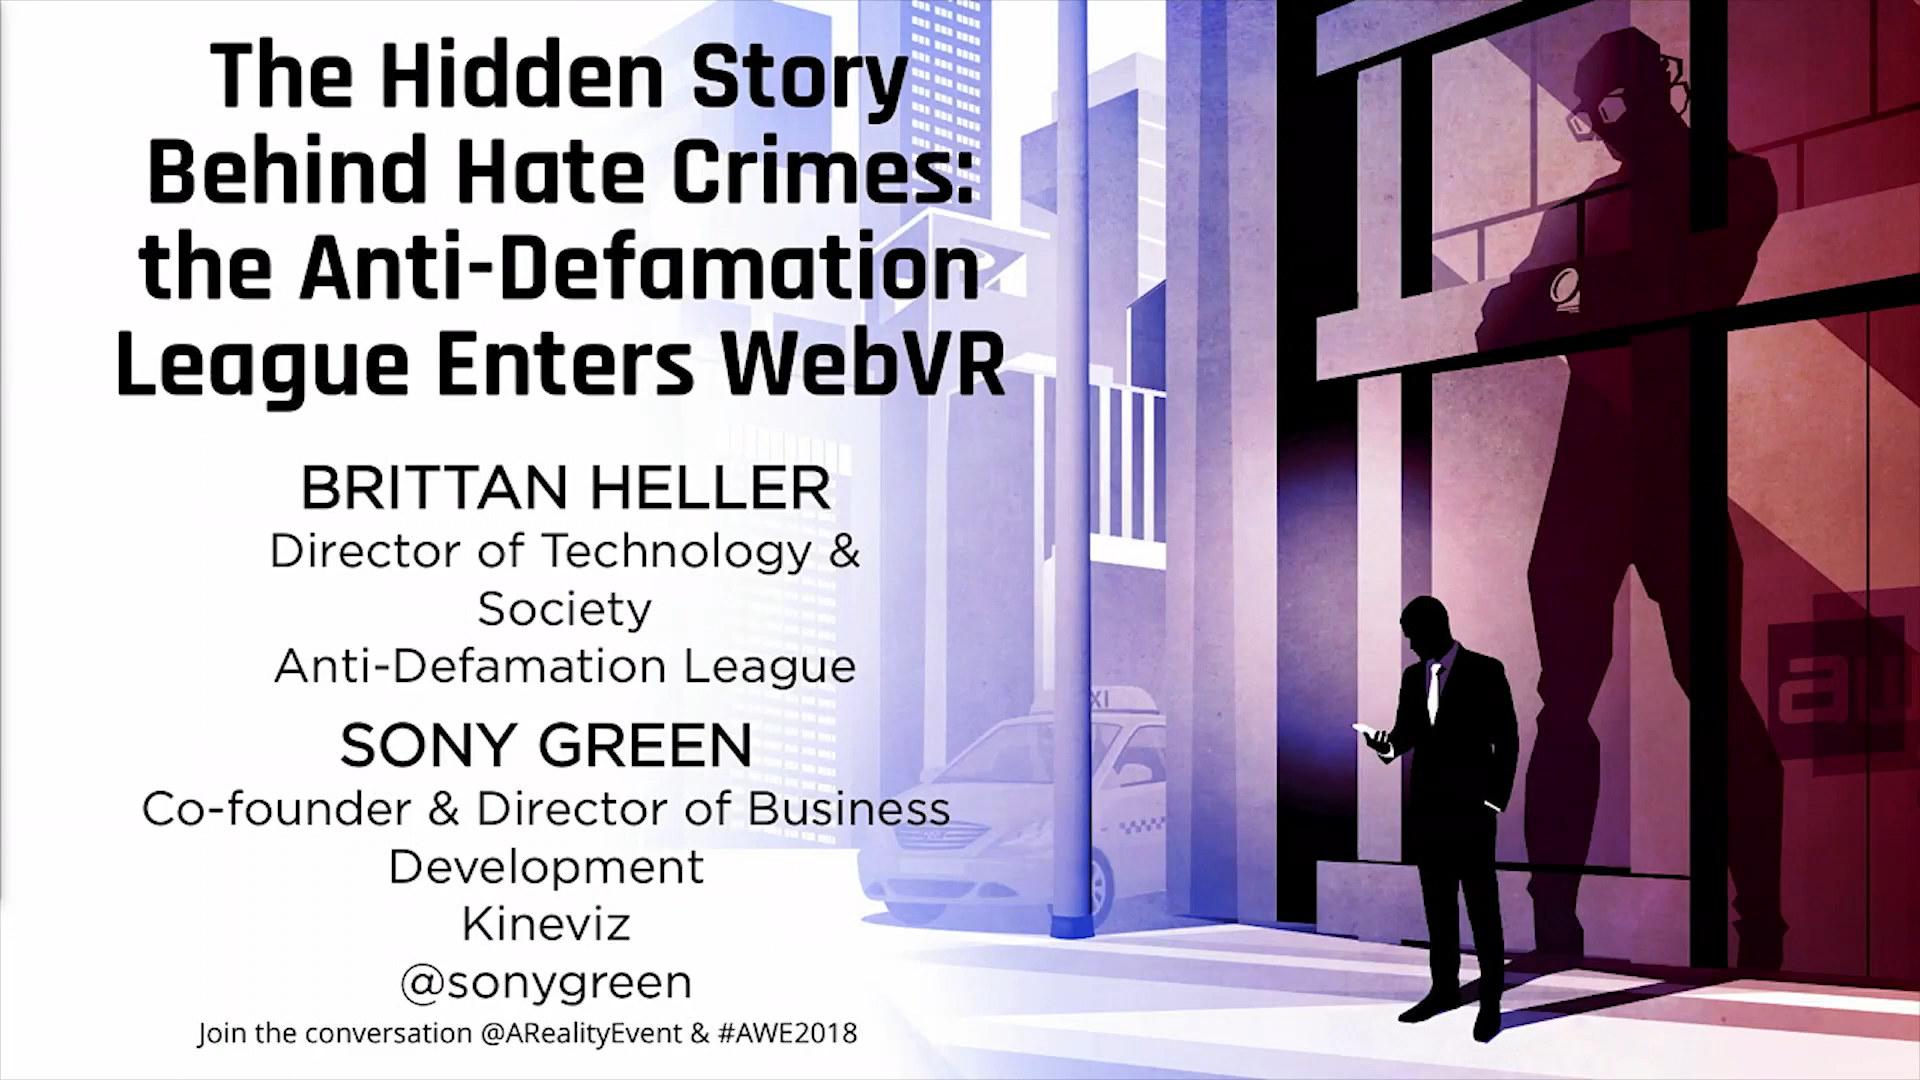 The Hidden Story
Behind Hate Crimes:
the Anti-Defamation
League Enters WebVR
BRITTAN HELLER
Director of Technology &
Society
Anti-Defamation League
SONY GREEN
Co-founder & Director of Business
Development
Kineviz
@sonygreen
Join the conversation @ARealityEvent & #AWE2018